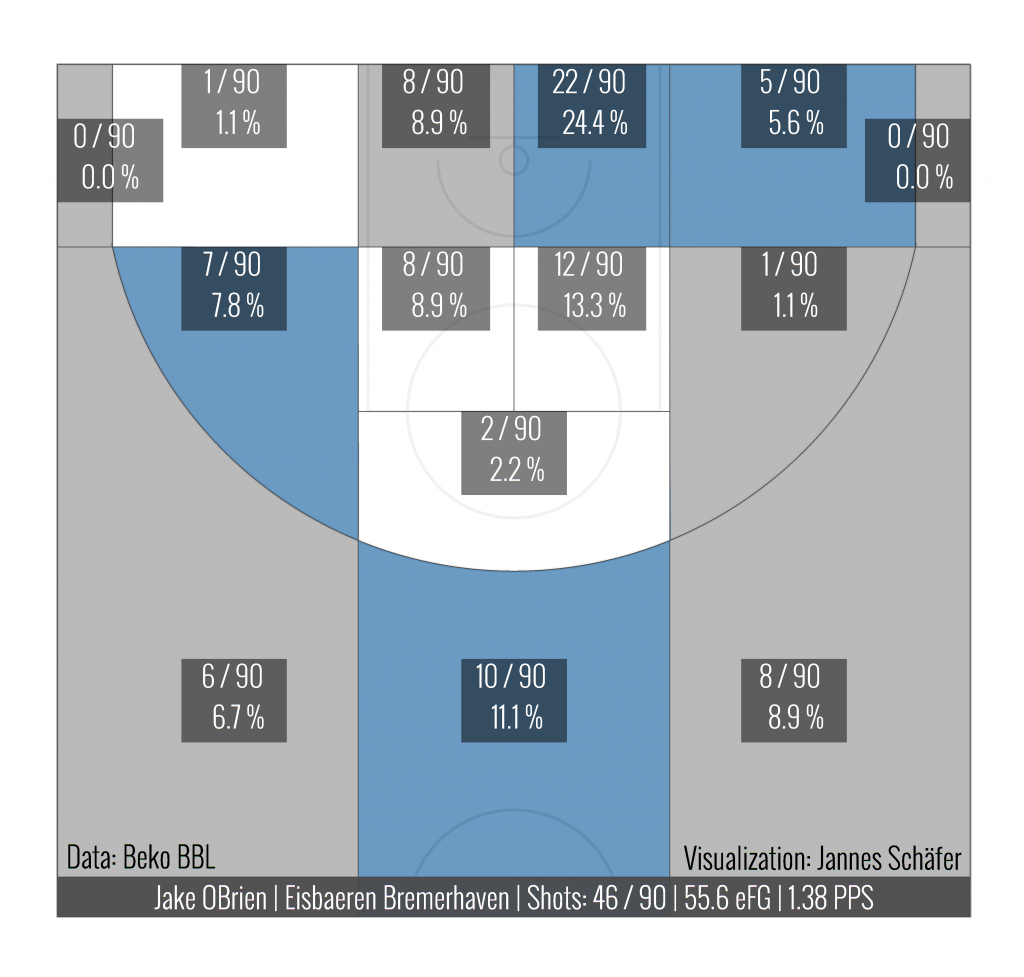 1 / 90
1.1 %
8 / 90
8.9 %
22 / 90
24.4 %
5 / 90
5.6 %
0 / 90
0.0 %
0 / 90
0.0 %
7 / 90
7.8 %
8 / 90
8.9 %
12 / 90
13.3 %
1 / 90
1.1 %
2 / 90
2.2 %
6 / 90
6.7 %
10 / 90
11.1 %
8 / 90
8.9 %
Data: Beko BBL
Visualization: Jannes Schäfer
Jake OBrien | Eisbaeren Bremerhaven | Shots: 46 / 90 | 55.6 eFG | 1.38 PPS